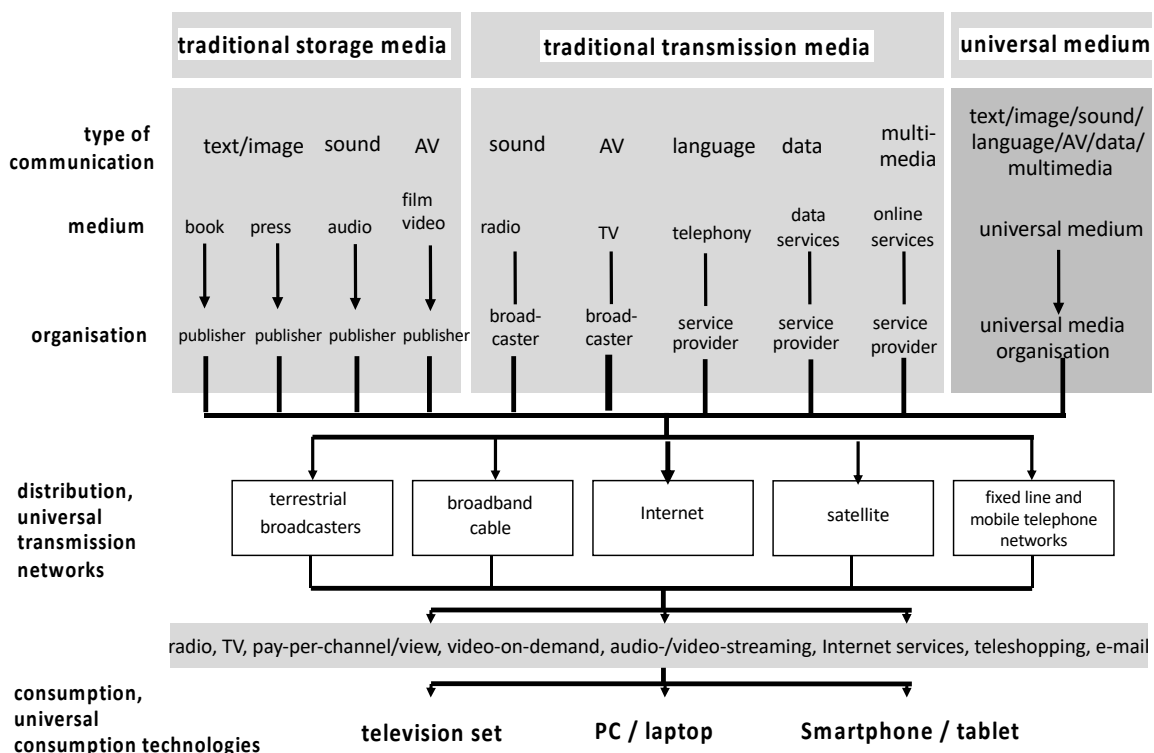 traditional storage media
traditional transmission media
universal medium
type of
communication
text/image
sound
AV
sound
AV
language
data
multi-
media
text/image/sound/
language/AV/data/
multimedia
medium
book
press
audio
film
video
radio
TV
telephony
data
services
online
services
universal medium
organisation
publisher
publisher
publisher
publisher
broad-
caster
broad-
caster
service
provider
service
provider
service
provider
universal media
organisation
distribution,
universal
transmission
networks
terrestrial
broadcasters
broadband
cable
Internet
satellite
fixed line and
mobile telephone
networks
radio, TV, pay-per-channel/view, video-on-demand, audio-/video-streaming, Internet services, teleshopping, e-mail
consumption,
universal
consumption technologies
television set
PC / laptop
Smartphone / tablet